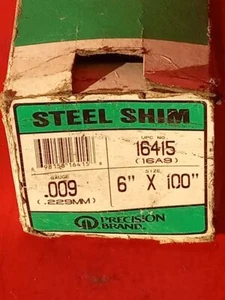 STEEL SHIM
UPC NO.
16415
(16A9)
GAUGE
SIZE
.009
6" X 100"
(.229MM)
PRECISION
BRAND®